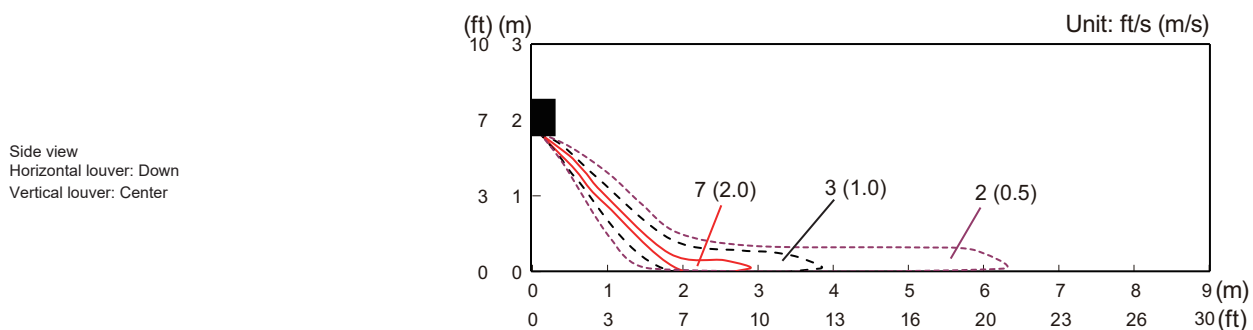 (ft) (m)
Unit: ft/s (m/s)
10 3
7 2
Side view
Horizontal louver: Down
Vertical louver: Center
7 (2.0)
3 (1.0)
2 (0.5)
3 1
0 0
0 1 2 3 4 5 6 7 8 9 (m)
0 3 7 10 13 16 20 23 26 30 (ft)